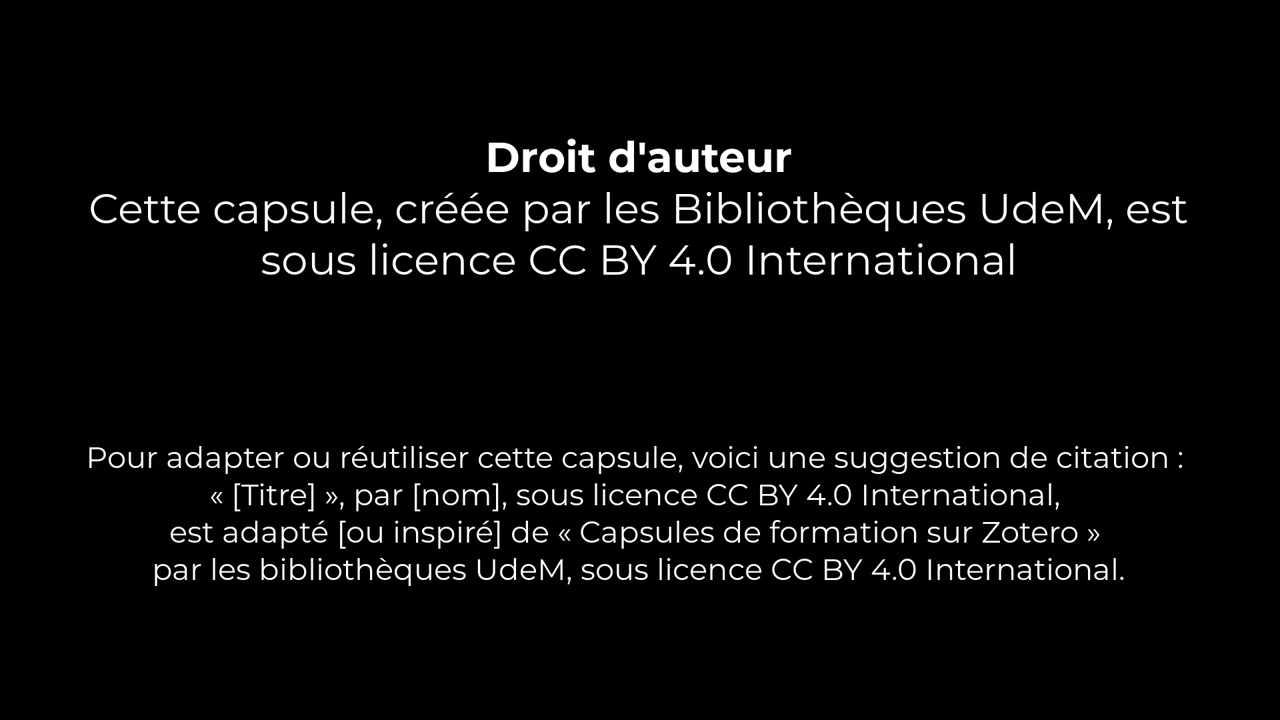 Droit d'auteur
Cette capsule, créée par les Bibliothèques UdeM, est
sous licence CC BY 4.0 International
Pour adapter ou réutiliser cette capsule, voici une suggestion de citation :
« [Titre] », par [nom], sous licence CC BY 4.0 International,
est adapté [ou inspiré] de « Capsules de formation sur Zotero »
par les bibliothèques UdeM, sous licence CC BY 4.0 International.